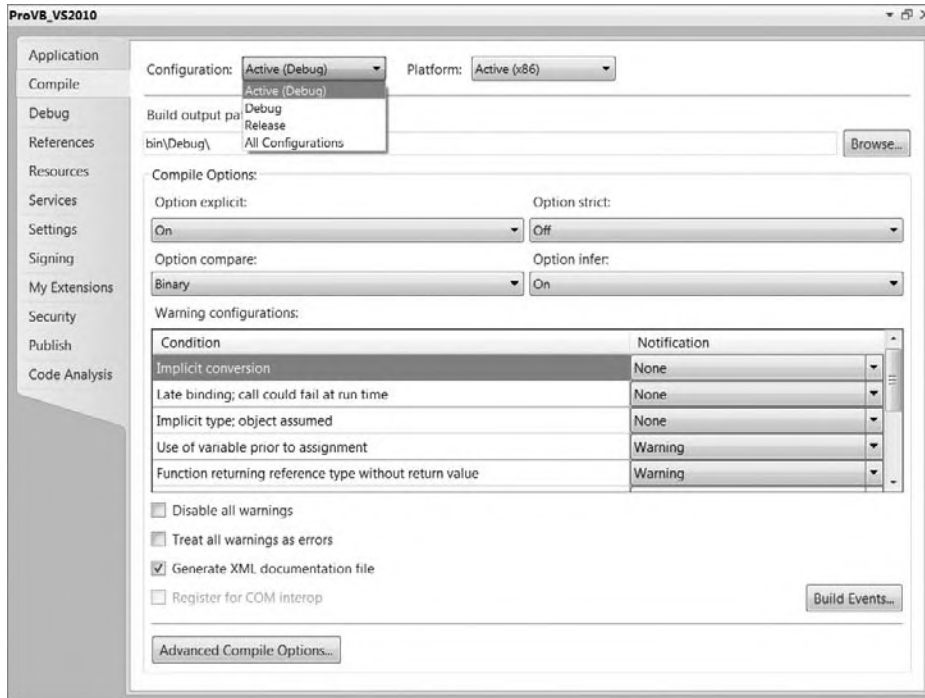 ProVB_VS2010
Application
Compile
Debug
References
Resources
Services
Settings
Signing
My Extensions
Security
Publish
Code Analysis
Configuration: Active (Debug) Platform: Active (x86)
Active (Debug)
Debug
Release
All Configurations
Build output pa
bin\Debug\ Browse...
Compile Options:
Option explicit: Option strict:
On Off
Option compare: Option infer:
Binary On
Warning configurations:
Condition Notification
Implicit conversion None
Late binding; call could fail at run time None
Implicit type; object assumed None
Use of variable prior to assignment Warning
Function returning reference type without return value Warning
Disable all warnings
Treat all warnings as errors
Generate XML documentation file
Register for COM interop
Build Events...
Advanced Compile Options...